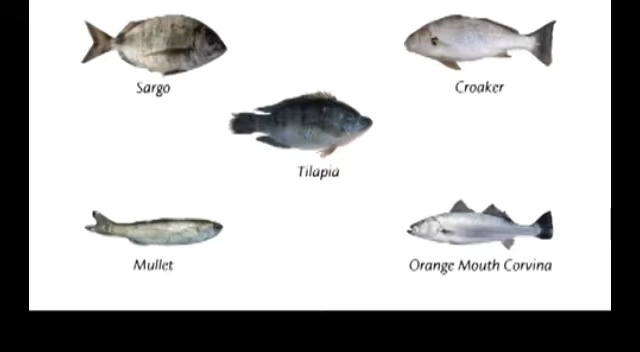 Sargo
Croaker
Tilapia
Mullet
Orange Mouth Corvina